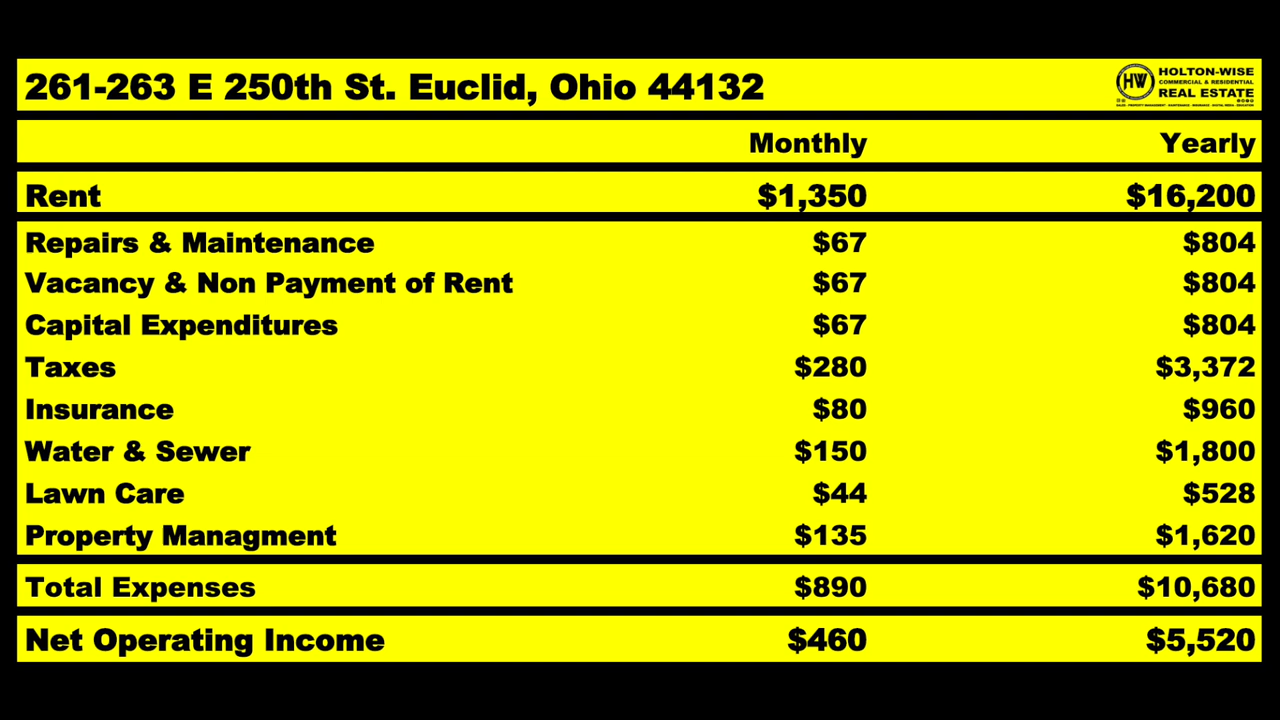 261-263 E 250th St. Euclid, Ohio 44132
HW
HOLTON-WISE
COMMERCIAL & RESIDENTIAL
REAL ESTATE
Monthly Yearly
Rent $1,350 $16,200
Repairs & Maintenance $67 $804
Vacancy & Non Payment of Rent $67 $804
Capital Expenditures $67 $804
Taxes $280 $3,372
Insurance $80 $960
Water & Sewer $150 $1,800
Lawn Care $44 $528
Property Managment $135 $1,620
Total Expenses $890 $10,680
Net Operating Income $460 $5,520